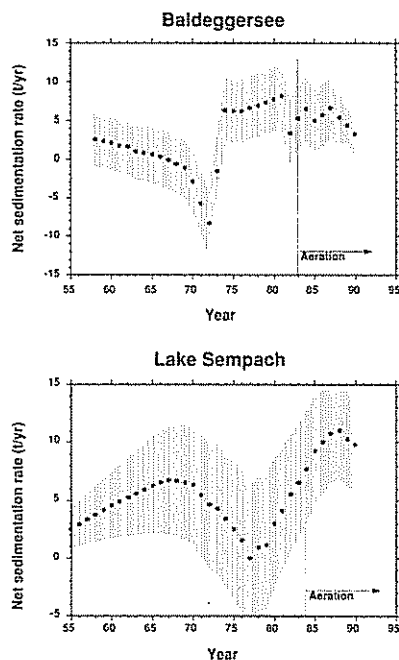 Baldeggersee
Net sedimentation rate (t/yr)
15
10
5
0
-5
-10
-15
Aeration
55 60 65 70 75 80 85 90 95
Year
Lake Sempach
Net sedimentation rate (t/yr)
15
10
5
0
-5
Aeration
55 60 65 70 75 80 85 90 95
Year